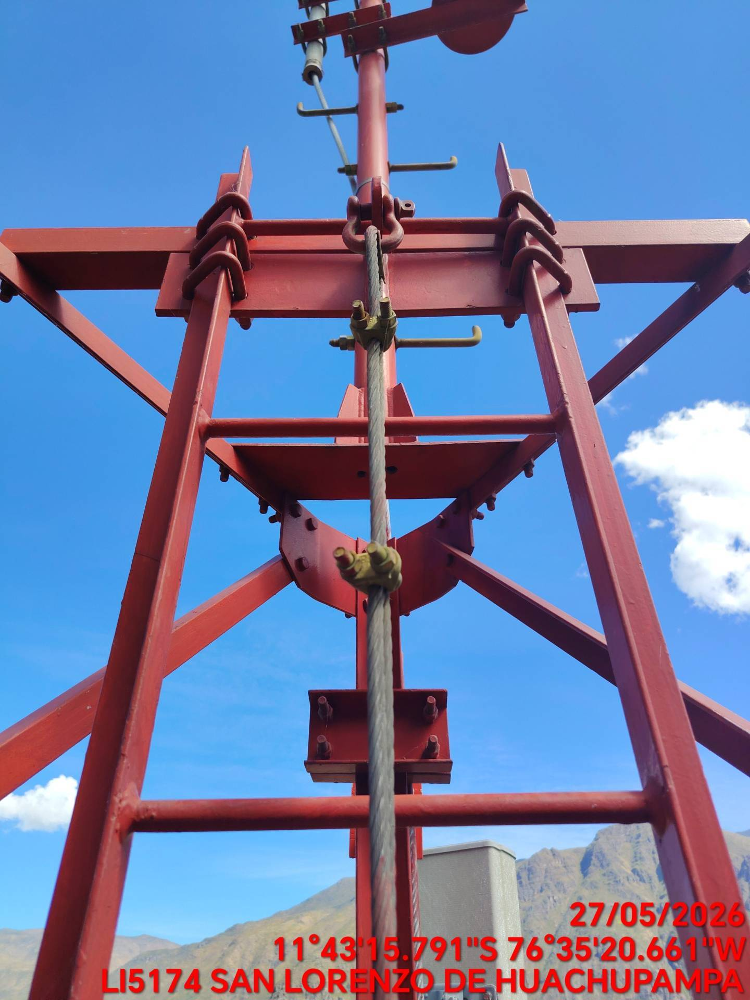 27/05/2026
11°43'15.791"S 76°35'20.661"W
LI5174 SAN LORENZO DE HUACHUPAMPA